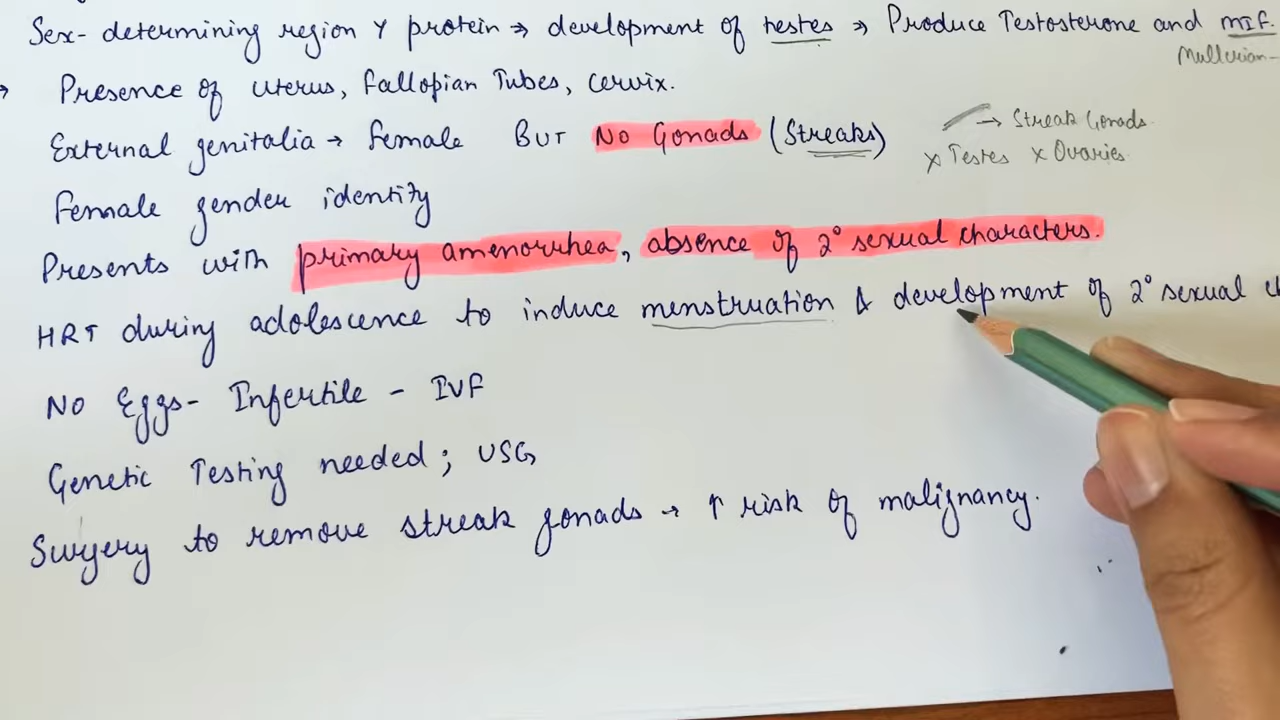 Sex-determining region Y protein → development of testes → Produce Testosterone and MIF.
Mullerian-
→ Presence of uterus, Fallopian Tubes, Cervix.
External genitalia → Female But No Gonads (Streaks)
→ Streak Gonads.
x Testes x Ovaries.
Female gender identity
Presents with primary amenorrhea, absence of 2° sexual characters.
HRT during adolescence to induce menstruation & development of 2° sexual
No Eggs - Infertile - IVF
Genetic Testing needed; USG
Surgery to remove streak gonads → ↑ risk of malignancy.